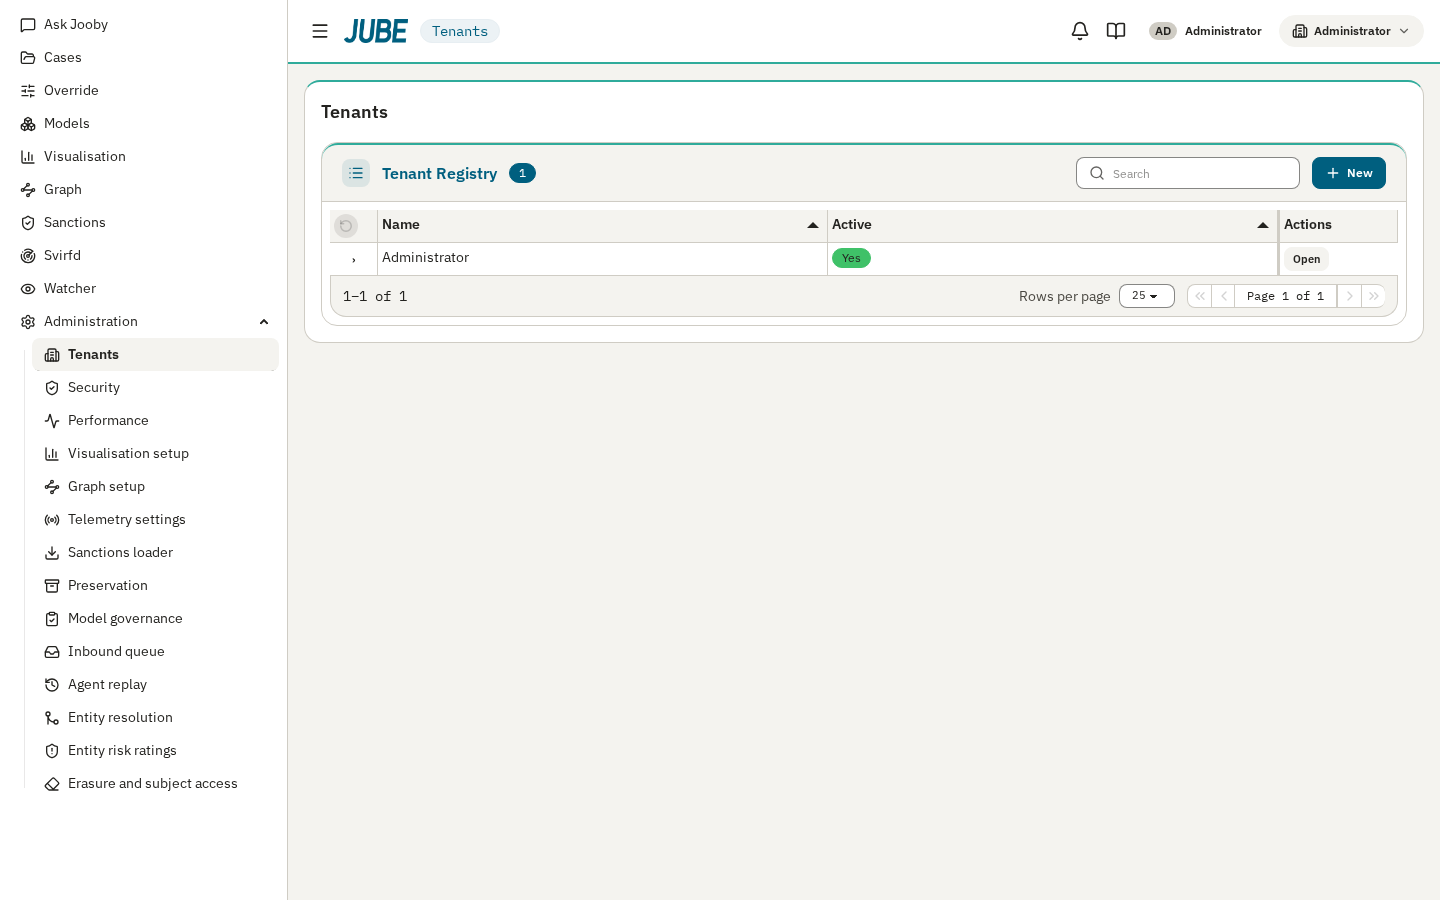 Ask Jooby
Cases
Override
Models
Visualisation
Graph
Sanctions
Svirfd
Watcher
Administration
Tenants
Security
Performance
Visualisation setup
Graph setup
Telemetry settings
Sanctions loader
Preservation
Model governance
Inbound queue
Agent replay
Entity resolution
Entity risk ratings
Erasure and subject access
JUBE Tenants AD Administrator Administrator
Tenants
Tenant Registry 1 Search New
Name Active Actions
Administrator Yes Open
1–1 of 1 Rows per page 25 Page 1 of 1